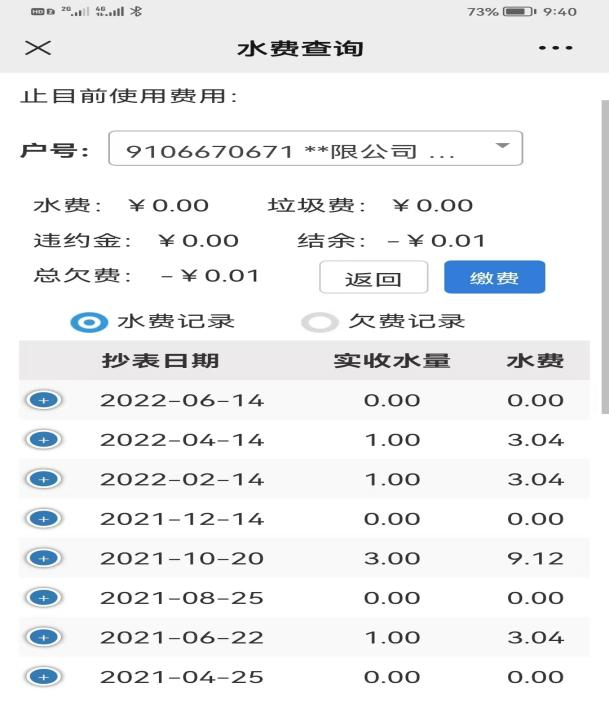 HD 2G 4G 73% 9:40
水费查询
止目前使用费用:
户号: 9106670671 **限公司 ...
水费: ￥0.00 垃圾费: ￥0.00
违约金: ￥0.00 结余: -￥0.01
总欠费: -￥0.01 返回 缴费
水费记录 欠费记录
抄表日期 实收水量 水费
2022-06-14 0.00 0.00
2022-04-14 1.00 3.04
2022-02-14 1.00 3.04
2021-12-14 0.00 0.00
2021-10-20 3.00 9.12
2021-08-25 0.00 0.00
2021-06-22 1.00 3.04
2021-04-25 0.00 0.00